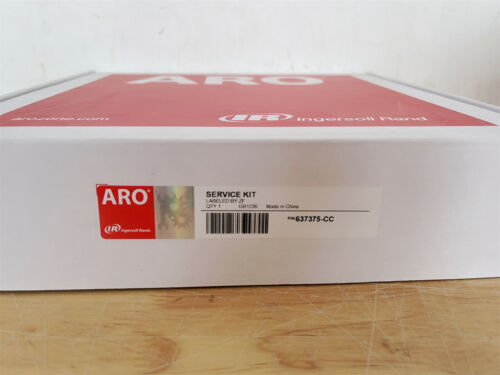 ARO
arozone.com
IR Ingersoll Rand
ARO®
IR Ingersoll Rand.
SERVICE KIT
LABELED BY ZF
QTY 1 GB1236 Made in China
P/N 637375-CC